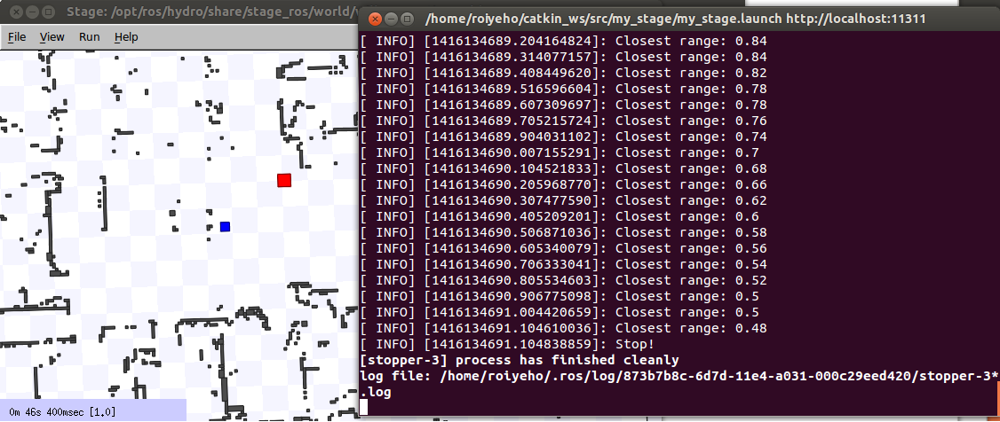 Stage: /opt/ros/hydro/share/stage_ros/world/
File View Run Help
0m 46s 400msec [1.0]
/home/roiyeho/catkin_ws/src/my_stage/my_stage.launch http://localhost:11311
[ INFO] [1416134689.204164824]: Closest range: 0.84
[ INFO] [1416134689.314077157]: Closest range: 0.84
[ INFO] [1416134689.408449620]: Closest range: 0.82
[ INFO] [1416134689.516596604]: Closest range: 0.78
[ INFO] [1416134689.607309697]: Closest range: 0.78
[ INFO] [1416134689.705215724]: Closest range: 0.76
[ INFO] [1416134689.904031102]: Closest range: 0.74
[ INFO] [1416134690.007155291]: Closest range: 0.7
[ INFO] [1416134690.104521833]: Closest range: 0.68
[ INFO] [1416134690.205968770]: Closest range: 0.66
[ INFO] [1416134690.307477590]: Closest range: 0.62
[ INFO] [1416134690.405209201]: Closest range: 0.6
[ INFO] [1416134690.506871036]: Closest range: 0.58
[ INFO] [1416134690.605340079]: Closest range: 0.56
[ INFO] [1416134690.706333041]: Closest range: 0.54
[ INFO] [1416134690.805534603]: Closest range: 0.52
[ INFO] [1416134690.906775098]: Closest range: 0.5
[ INFO] [1416134691.004420659]: Closest range: 0.5
[ INFO] [1416134691.104610036]: Closest range: 0.48
[ INFO] [1416134691.104838859]: Stop!
[stopper-3] process has finished cleanly
log file: /home/roiyeho/.ros/log/873b7b8c-6d7d-11e4-a031-000c29eed420/stopper-3*
.log